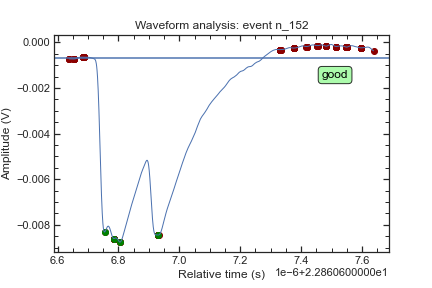 Waveform analysis: event n_152
0.000
−0.002
−0.004
−0.006
−0.008
Amplitude (V)
good
6.6
6.8
7.0
7.2
7.4
7.6
Relative time (s)
1e−6+2.2860600000e1